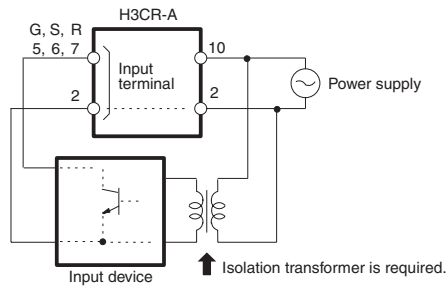 H3CR-A
G, S, R
5, 6, 7
10
Input
terminal
Power supply
2
2
Input device
Isolation transformer is required.